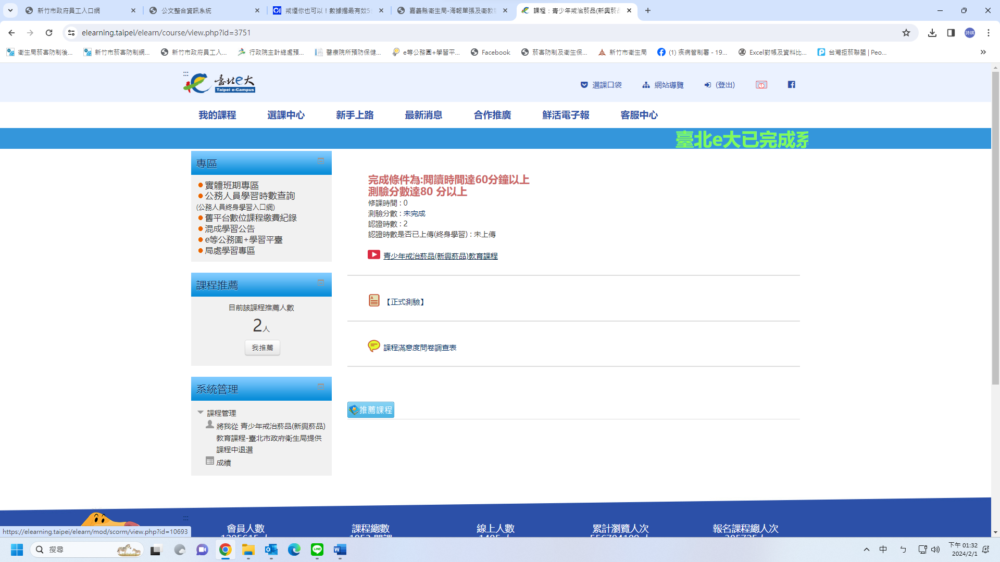 新竹市政府員工入口網
公文整合資訊系統
戒煙你也可以！數據揭最有效5
嘉義縣衛生局-海報單張及衛教
課程：青少年戒治菸品(新興菸品
elearning.taipei/elearn/course/view.php?id=3751
衛生局菸害防制後...
新竹市菸害防制網...
新竹市政府員工入...
行政院主計總處預...
醫療院所預防保健...
e等公務園+學習平...
Facebook
菸害防制及衛生保...
新竹市衛生局
(1) 疾病管制署 - 19...
Excel對帳及資料比...
台灣拒菸聯盟 | Peo...
:::
臺北e大
Taipei e-Campus
選課口袋
網站導覽
(登出)
我的課程
選課中心
新手上路
最新消息
合作推廣
鮮活電子報
客服中心
臺北e大已完成系
專區
實體班期專區
公務人員學習時數查詢
(公務人員終身學習入口網)
舊平台數位課程繳費紀錄
混成學習公告
e等公務園+學習平臺
局處學習專區
課程推薦
目前該課程推薦人數
2人
我推薦
系統管理
課程管理
將我從 青少年戒治菸品(新興菸品)
教育課程-臺北市政府衛生局提供
課程中退選
成績
完成條件為:閱讀時間達60分鐘以上
測驗分數達80 分以上
修課時間 : 0
測驗分數 : 未完成
認證時數 : 2
認證時數是否已上傳(終身學習) : 未上傳
青少年戒治菸品(新興菸品)教育課程
【正式測驗】
課程滿意度問卷調查表
推薦課程
:::
會員人數
課程總數
線上人數
累計瀏覽人次
報名課程總人次
https://elearning.taipei/elearn/mod/scorm/view.php?id=10693
搜尋
中
ㄅ
下午 01:32
2024/2/1